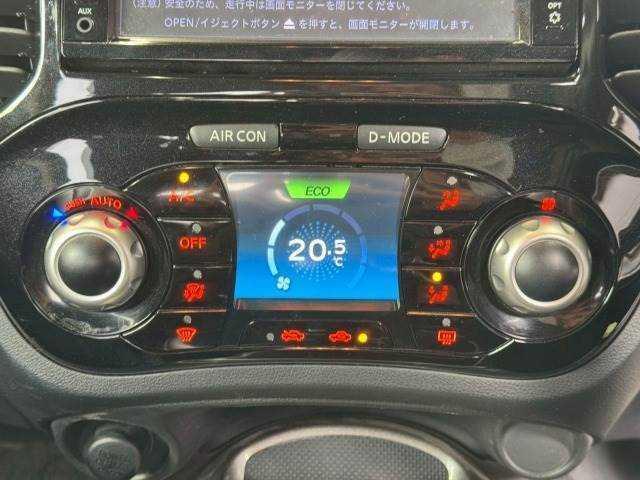 (注意)安全のため、走行中は画面モニターを閉じてください。
OPEN/イジェクトボタン⏏を押すと、画面モニターが開閉します。
AUX
OPT
AIR CON
D-MODE
ECO
A/C
PUSH AUTO
OFF
20.5
°C